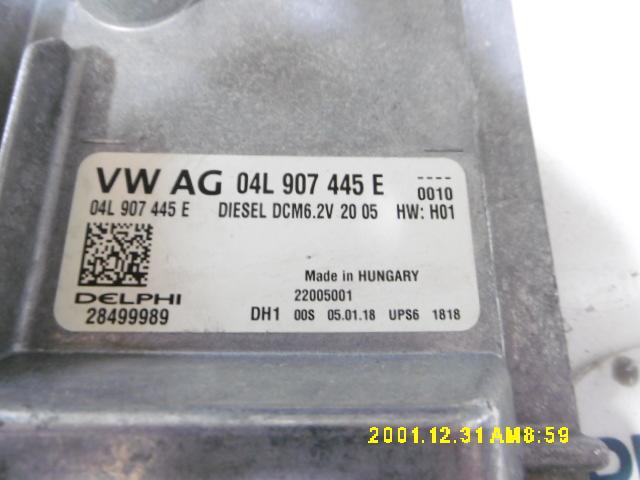 VW AG 04L 907 445 E ----
0010
04L 907 445 E DIESEL DCM6.2V 20 05 HW: H01
Made in HUNGARY
DELPHI 22005001
28499989 DH1 00S 05.01.18 UPS6 1818
2001.12.31 AM8:59